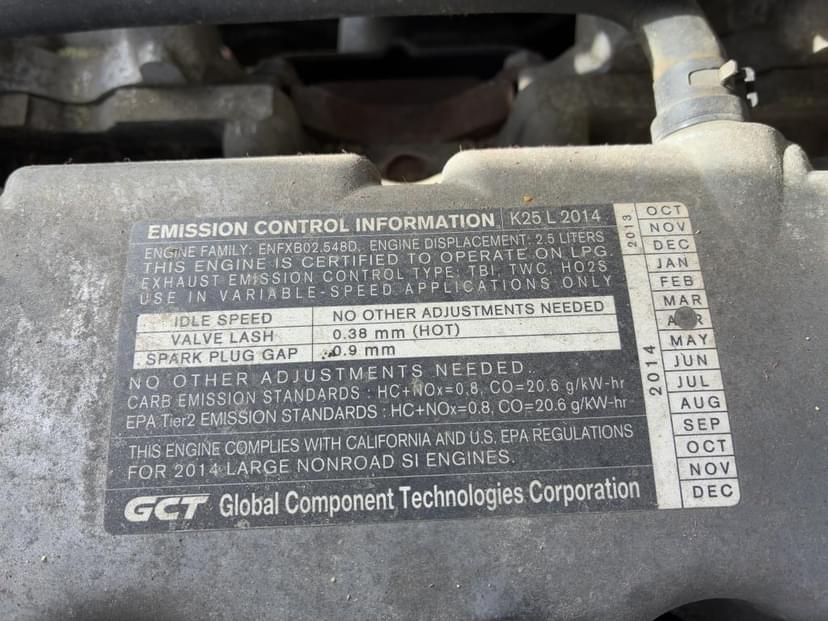 EMISSION CONTROL INFORMATION K25 L 2014
ENGINE FAMILY: ENFXB02.548D. ENGINE DISPLACEMENT: 2.5 LITERS
THIS ENGINE IS CERTIFIED TO OPERATE ON LPG.
EXHAUST EMISSION CONTROL TYPE: TBI, TWC, HO2S
USE IN VARIABLE-SPEED APPLICATIONS ONLY
IDLE SPEED NO OTHER ADJUSTMENTS NEEDED
VALVE LASH 0.38 mm (HOT)
SPARK PLUG GAP 0.9 mm
NO OTHER ADJUSTMENTS NEEDED.
CARB EMISSION STANDARDS : HC+NOx=0.8, CO=20.6 g/kW-hr
EPA Tier2 EMISSION STANDARDS : HC+NOx=0.8, CO=20.6 g/kW-hr
THIS ENGINE COMPLIES WITH CALIFORNIA AND U.S. EPA REGULATIONS
FOR 2014 LARGE NONROAD SI ENGINES.
GCT Global Component Technologies Corporation
2013
OCT
NOV
DEC
2014
JAN
FEB
MAR
APR
MAY
JUN
JUL
AUG
SEP
OCT
NOV
DEC